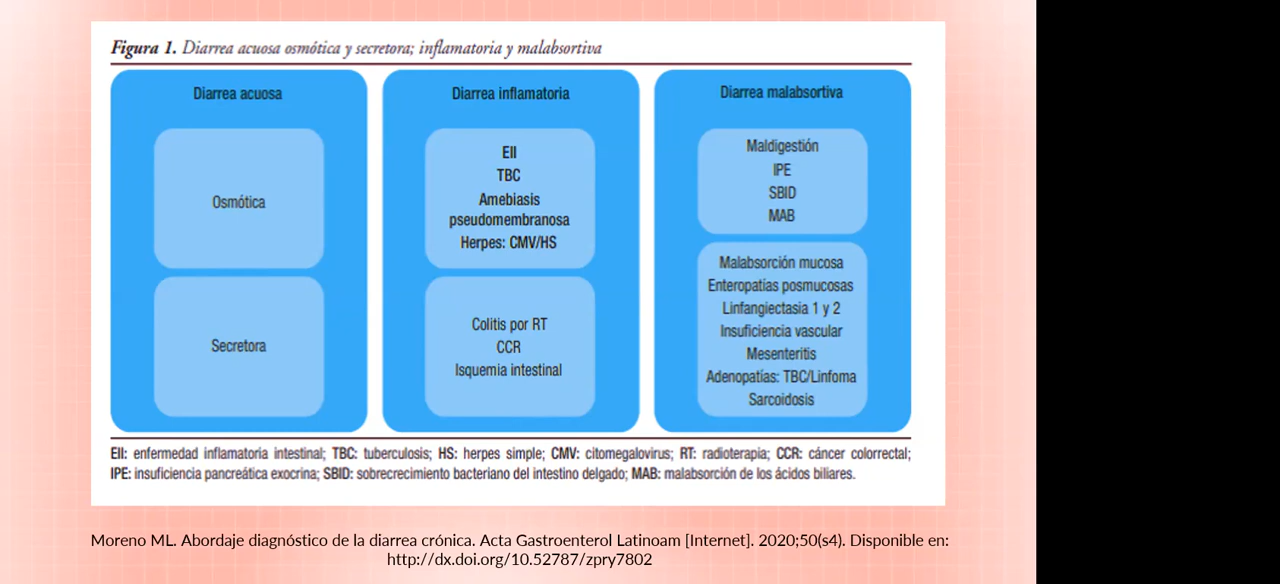 Figura 1. Diarrea acuosa osmótica y secretora; inflamatoria y malabsortiva
Diarrea acuosa
Osmótica
Secretora
Diarrea inflamatoria
EII
TBC
Amebiasis
pseudomembranosa
Herpes: CMV/HS
Colitis por RT
CCR
Isquemia intestinal
Diarrea malabsortiva
Maldigestión
IPE
SBID
MAB
Malabsorción mucosa
Enteropatías posmucosas
Linfangiectasia 1 y 2
Insuficiencia vascular
Mesenteritis
Adenopatías: TBC/Linfoma
Sarcoidosis
EII: enfermedad inflamatoria intestinal; TBC: tuberculosis; HS: herpes simple; CMV: citomegalovirus; RT: radioterapia; CCR: cáncer colorrectal;
IPE: insuficiencia pancreática exocrina; SBID: sobrecrecimiento bacteriano del intestino delgado; MAB: malabsorción de los ácidos biliares.
Moreno ML. Abordaje diagnóstico de la diarrea crónica. Acta Gastroenterol Latinoam [Internet]. 2020;50(s4). Disponible en:
http://dx.doi.org/10.52787/zpry7802